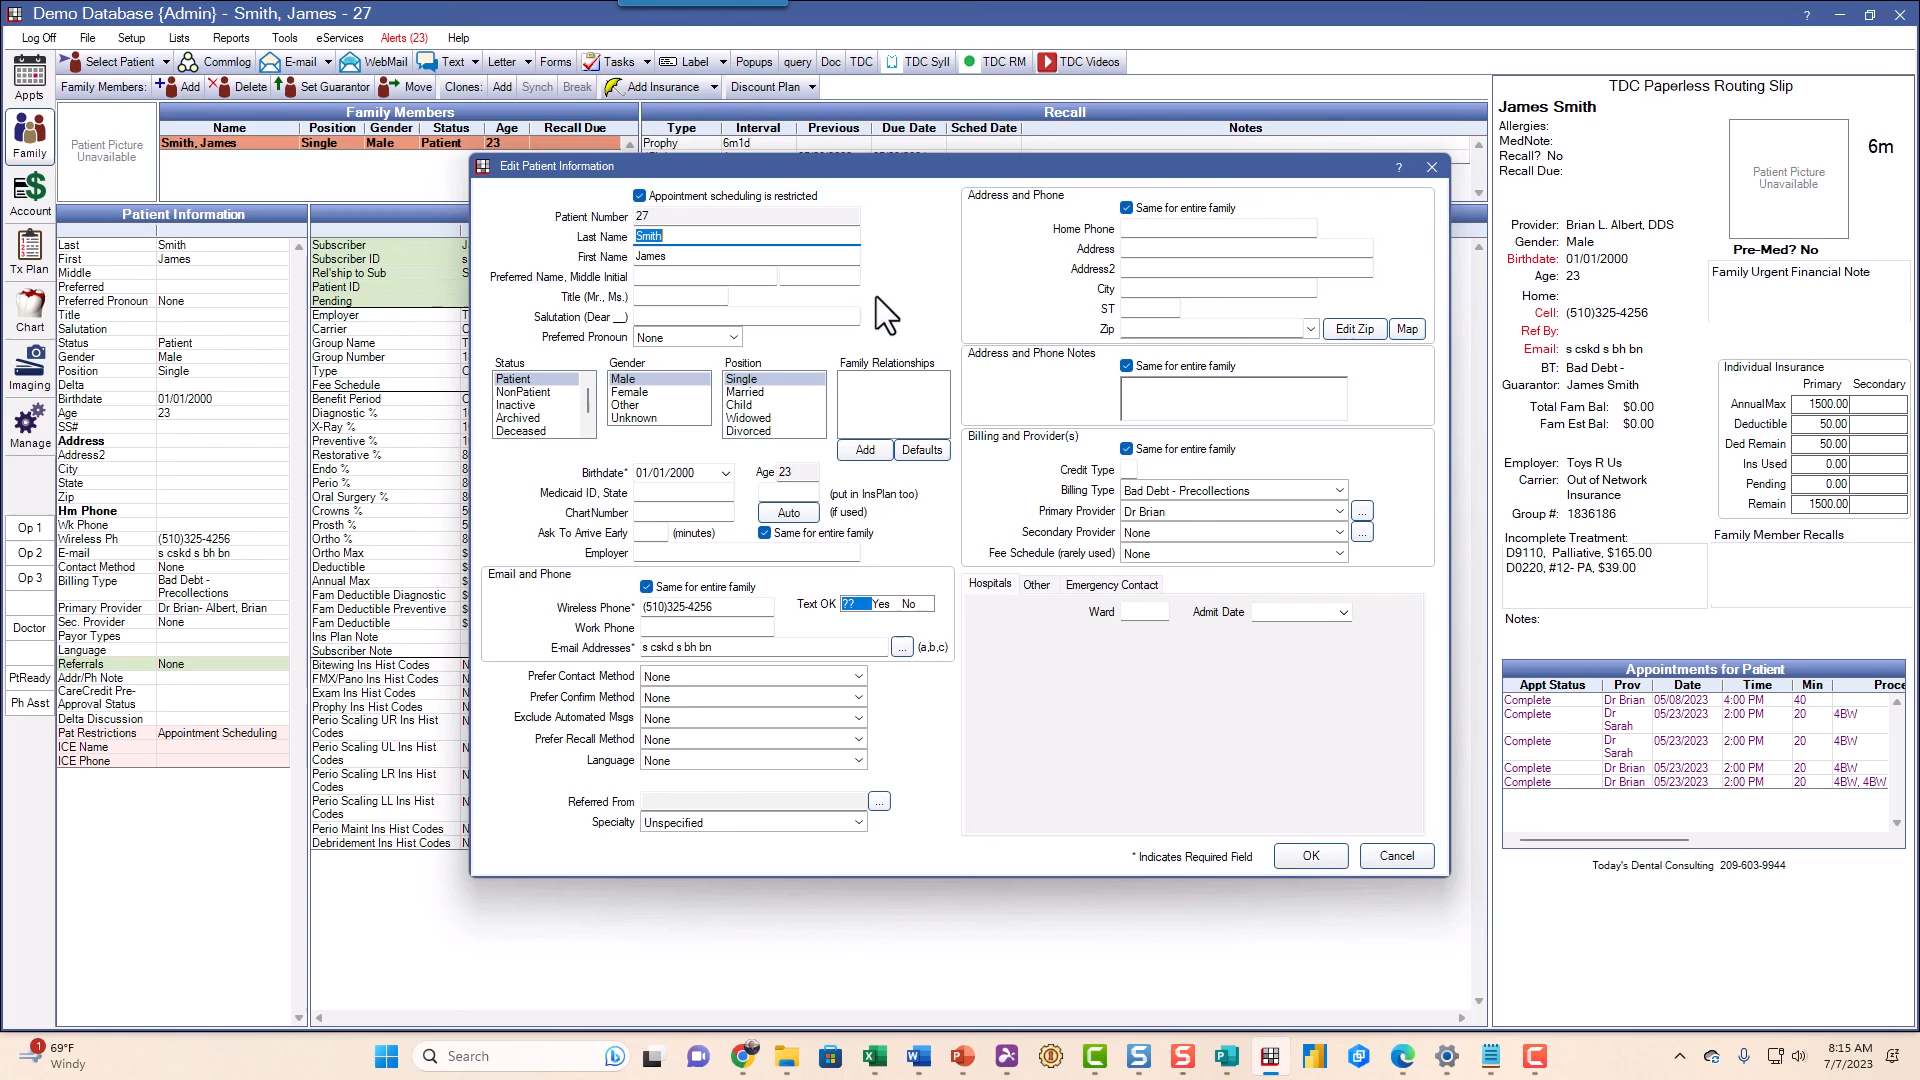 Demo Database {Admin} - Smith, James - 27
Log Off File Setup Lists Reports Tools eServices Alerts (23) Help
Appts
Select Patient Commlog E-mail WebMail Text Letter Forms Tasks Label Popups query Doc TDC TDC Syll TDC RM TDC Videos
Family Members: Add Delete Set Guarantor Move Clones: Add Synch Break Add Insurance Discount Plan
Family
Account
Tx Plan
Chart
Imaging
Manage
Op 1
Op 2
Op 3
Doctor
PtReady
Ph Asst
Patient Picture Unavailable
Family Members
Name Position Gender Status Age Recall Due
Smith, James Single Male Patient 23
Recall
Type Interval Previous Due Date Sched Date Notes
Prophy 6m1d
Patient Information
Last Smith
First James
Middle
Preferred
Preferred Pronoun None
Title
Salutation
Status Patient
Gender Male
Position Single
Delta
Birthdate 01/01/2000
Age 23
SS#
Address
Address2
City
State
Zip
Hm Phone
Wk Phone
Wireless Ph (510)325-4256
E-mail s cskd s bh bn
Contact Method None
Billing Type Bad Debt -
Precollections
Primary Provider Dr Brian- Albert, Brian
Sec. Provider None
Payor Types
Language
Referrals None
Addr/Ph Note
CareCredit Pre-
Approval Status
Delta Discussion
Pat Restrictions Appointment Scheduling
ICE Name
ICE Phone
Subscriber
Subscriber ID
Rel'ship to Sub
Patient ID
Pending
Employer
Carrier
Group Name
Group Number
Type
Fee Schedule
Benefit Period
Diagnostic %
X-Ray %
Preventive %
Restorative %
Endo %
Perio %
Oral Surgery %
Crowns %
Prosth %
Ortho %
Ortho Max
Deductible
Annual Max
Fam Deductible Diagnostic
Fam Deductible Preventive
Fam Deductible
Ins Plan Note
Subscriber Note
Bitewing Ins Hist Codes
FMX/Pano Ins Hist Codes
Exam Ins Hist Codes
Prophy Ins Hist Codes
Perio Scaling UR Ins Hist
Codes
Perio Scaling UL Ins Hist
Codes
Perio Scaling LR Ins Hist
Codes
Perio Scaling LL Ins Hist
Codes
Perio Maint Ins Hist Codes
Debridement Ins Hist Codes
Edit Patient Information
Appointment scheduling is restricted
Patient Number 27
Last Name Smith
First Name James
Preferred Name, Middle Initial
Title (Mr., Ms.)
Salutation (Dear __)
Preferred Pronoun None
Status Gender Position Family Relationships
Patient Male Single
NonPatient Female Married
Inactive Other Child
Archived Unknown Widowed
Deceased Divorced
Add Defaults
Birthdate* 01/01/2000 Age 23
Medicaid ID, State (put in InsPlan too)
ChartNumber Auto (if used)
Ask To Arrive Early (minutes) Same for entire family
Employer
Email and Phone
Same for entire family
Wireless Phone* (510)325-4256 Text OK ?? Yes No
Work Phone
E-mail Addresses* s cskd s bh bn ... (a,b,c)
Prefer Contact Method None
Prefer Confirm Method None
Exclude Automated Msgs None
Prefer Recall Method None
Language None
Referred From ...
Specialty Unspecified
Address and Phone
Same for entire family
Home Phone
Address
Address2
City
ST
Zip Edit Zip Map
Address and Phone Notes
Same for entire family
Billing and Provider(s)
Same for entire family
Credit Type
Billing Type Bad Debt - Precollections
Primary Provider Dr Brian ...
Secondary Provider None ...
Fee Schedule (rarely used) None
Hospitals Other Emergency Contact
Ward Admit Date
* Indicates Required Field OK Cancel
TDC Paperless Routing Slip
James Smith
Allergies:
MedNote:
Recall? No
Recall Due:
Patient Picture Unavailable
6m
Provider: Brian L. Albert, DDS
Gender: Male
Birthdate: 01/01/2000
Age: 23
Home:
Cell: (510)325-4256
Ref By:
Email: s cskd s bh bn
BT: Bad Debt -
Guarantor: James Smith
Total Fam Bal: $0.00
Fam Est Bal: $0.00
Employer: Toys R Us
Carrier: Out of Network
Insurance
Group #: 1836186
Pre-Med? No
Family Urgent Financial Note
Individual Insurance
Primary Secondary
AnnualMax 1500.00
Deductible 50.00
Ded Remain 50.00
Ins Used 0.00
Pending 0.00
Remain 1500.00
Incomplete Treatment:
D9110, Palliative, $165.00
D0220, #12- PA, $39.00
Family Member Recalls
Notes:
Appointments for Patient
Appt Status Prov Date Time Min Proce
Complete Dr Brian 05/08/2023 4:00 PM 40
Complete Dr Sarah 05/23/2023 2:00 PM 20 4BW
Complete Dr Sarah 05/23/2023 2:00 PM 20 4BW
Complete Dr Brian 05/23/2023 2:00 PM 20 4BW
Complete Dr Brian 05/23/2023 2:00 PM 20 4BW, 4BW
Today's Dental Consulting 209-603-9944
1
69°F
Windy
Search
8:15 AM
7/7/2023